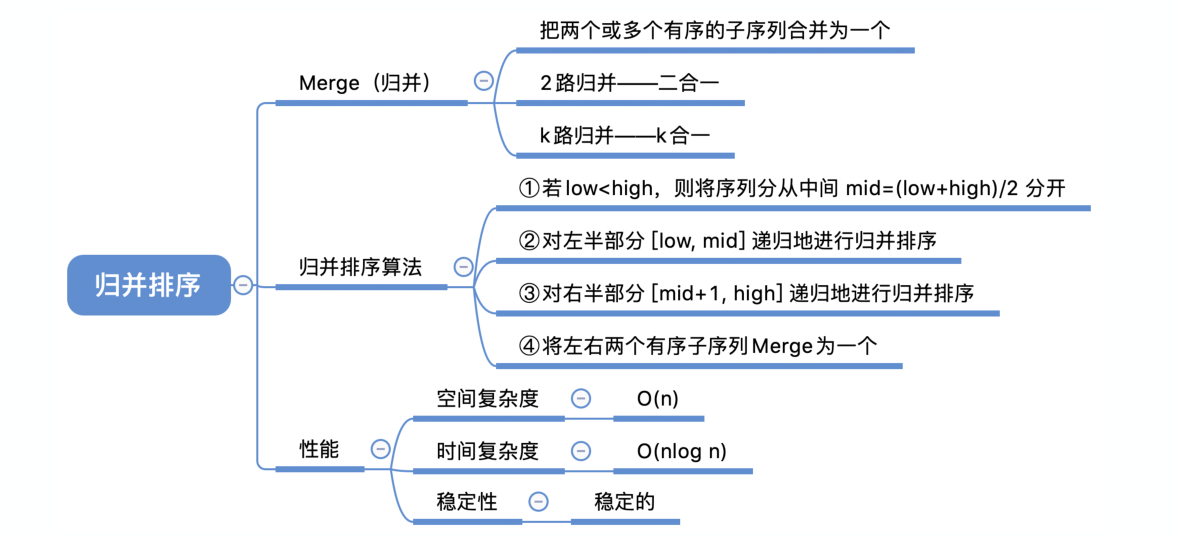 归并排序
Merge（归并）
把两个或多个有序的子序列合并为一个
2路归并——二合一
k路归并——k合一
归并排序算法
①若low<high，则将序列分从中间 mid=(low+high)/2 分开
②对左半部分 [low, mid] 递归地进行归并排序
③对右半部分 [mid+1, high] 递归地进行归并排序
④将左右两个有序子序列Merge为一个
性能
空间复杂度
O(n)
时间复杂度
O(nlog n)
稳定性
稳定的